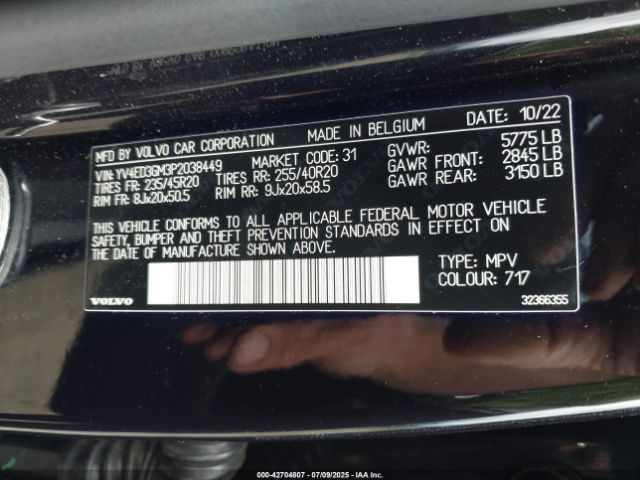 MFD BY VOLVO CAR CORPORATION MADE IN BELGIUM DATE: 10/22
VIN: YV4ED3GM3P2038449 MARKET CODE: 31 GVWR: 5775 LB
TIRES FR: 235/45R20 TIRES RR: 255/40R20 GAWR FRONT: 2845 LB
RIM FR: 8Jx20x50.5 RIM RR: 9Jx20x58.5 GAWR REAR: 3150 LB
THIS VEHICLE CONFORMS TO ALL APPLICABLE FEDERAL MOTOR VEHICLE
SAFETY, BUMPER AND THEFT PREVENTION STANDARDS IN EFFECT ON
THE DATE OF MANUFACTURE SHOWN ABOVE.
TYPE: MPV
COLOUR: 717
VOLVO 32366355
000-42704807 | 07/09/2025 - IAA Inc.